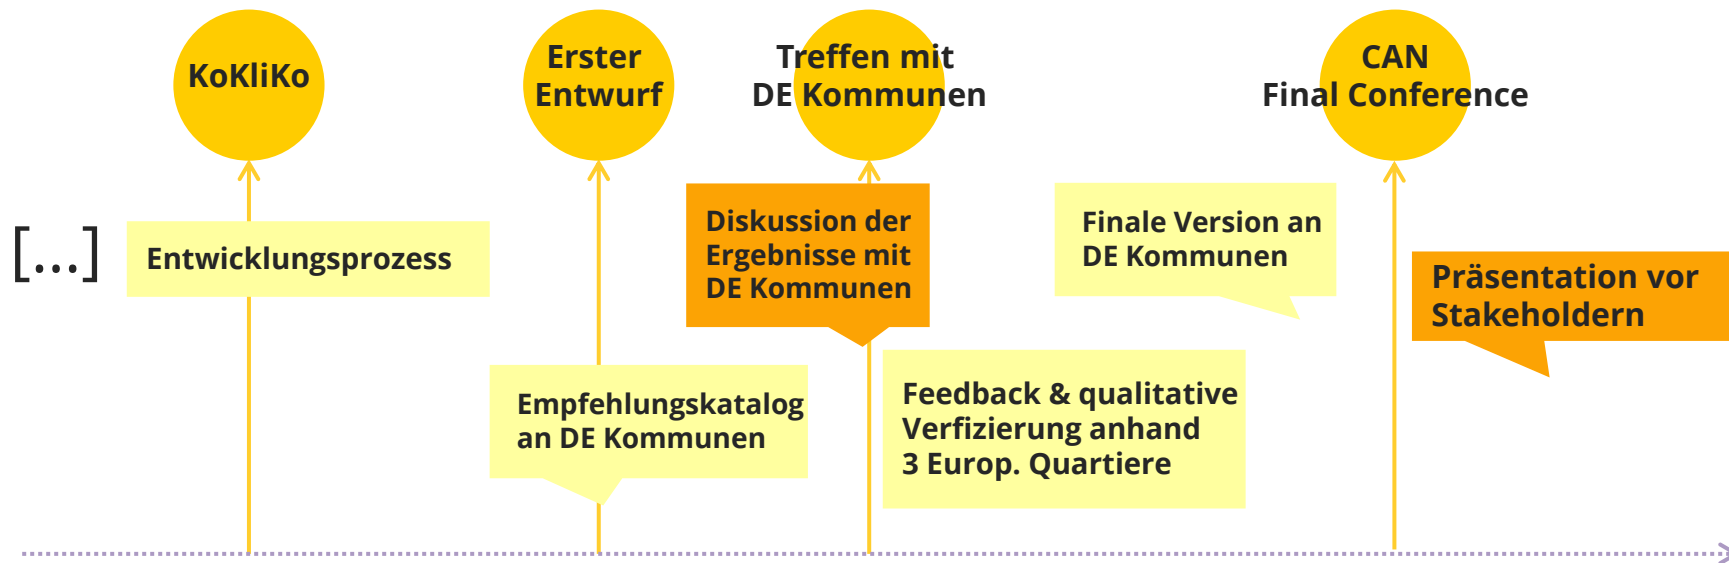 KoKliKo
Erster
Entwurf
Treffen mit
DE Kommunen
CAN
Final Conference
[...]
Entwicklungsprozess
Empfehlungskatalog
an DE Kommunen
Diskussion der
Ergebnisse mit
DE Kommunen
Feedback & qualitative
Verfizierung anhand
3 Europ. Quartiere
Finale Version an
DE Kommunen
Präsentation vor
Stakeholdern